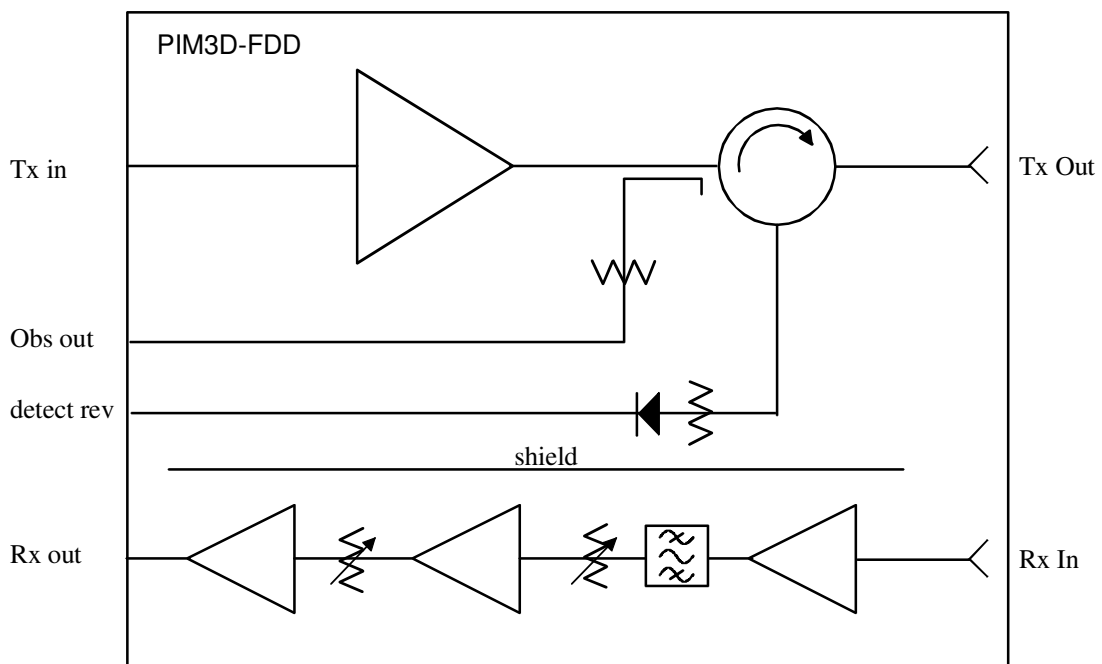 PIM3D-FDD
Tx in
Tx Out
Obs out
detect rev
shield
Rx out
Rx In